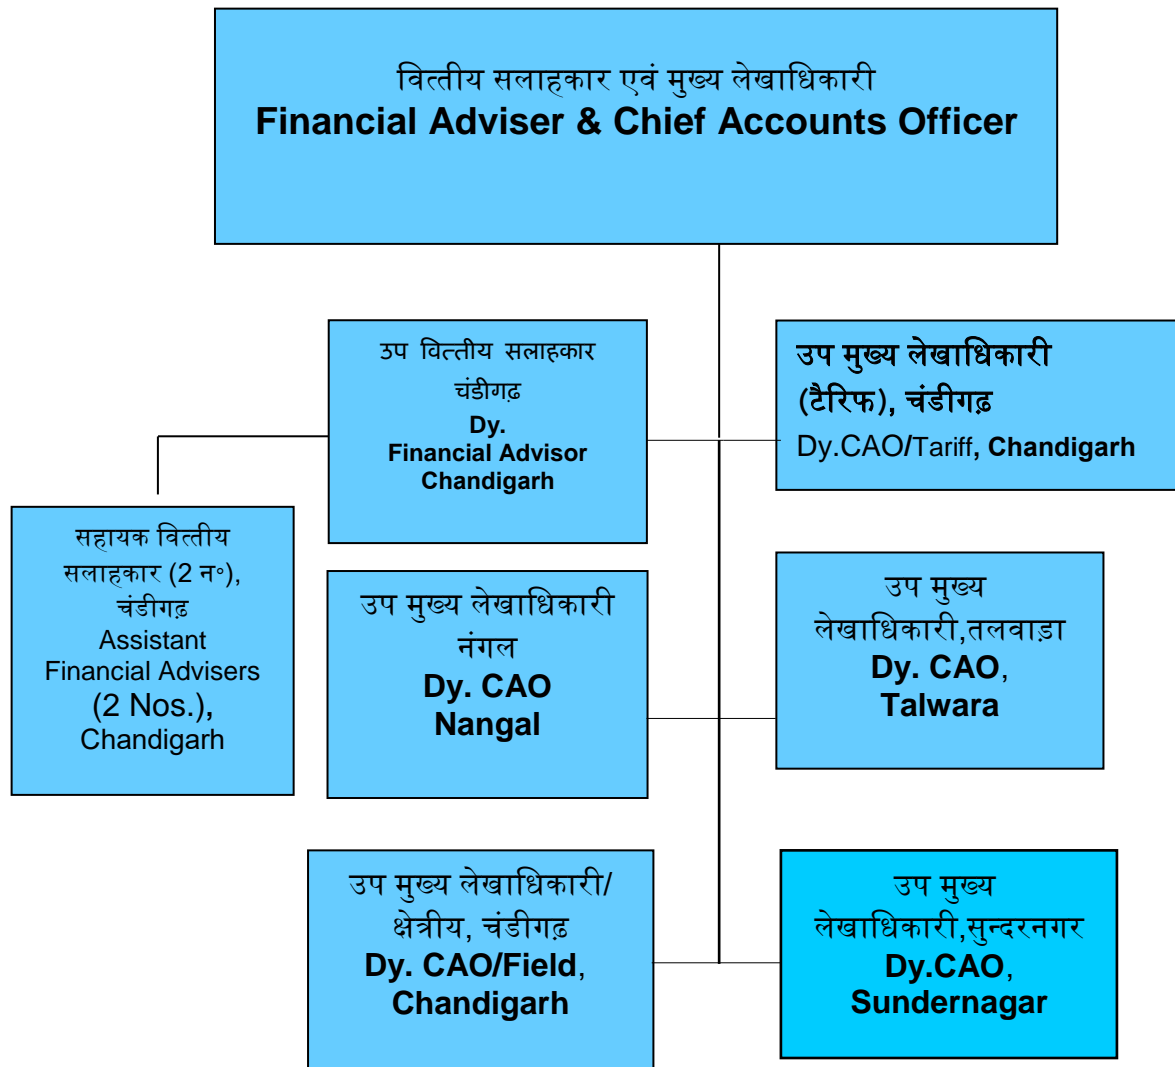 वित्तीय सलाहकार एवं मुख्य लेखाधिकारी
Financial Adviser & Chief Accounts Officer
उप वित्तीय सलाहकार
चंडीगढ़
Dy.
Financial Advisor
Chandigarh
उप मुख्य लेखाधिकारी
(टैरिफ), चंडीगढ़
Dy.CAO/Tariff, Chandigarh
सहायक वित्तीय
सलाहकार (2 न॰),
चंडीगढ़
Assistant
Financial Advisers
(2 Nos.),
Chandigarh
उप मुख्य लेखाधिकारी
नंगल
Dy. CAO
Nangal
उप मुख्य
लेखाधिकारी,तलवाड़ा
Dy. CAO,
Talwara
उप मुख्य लेखाधिकारी/
क्षेत्रीय, चंडीगढ़
Dy. CAO/Field,
Chandigarh
उप मुख्य
लेखाधिकारी,सुन्दरनगर
Dy.CAO,
Sundernagar